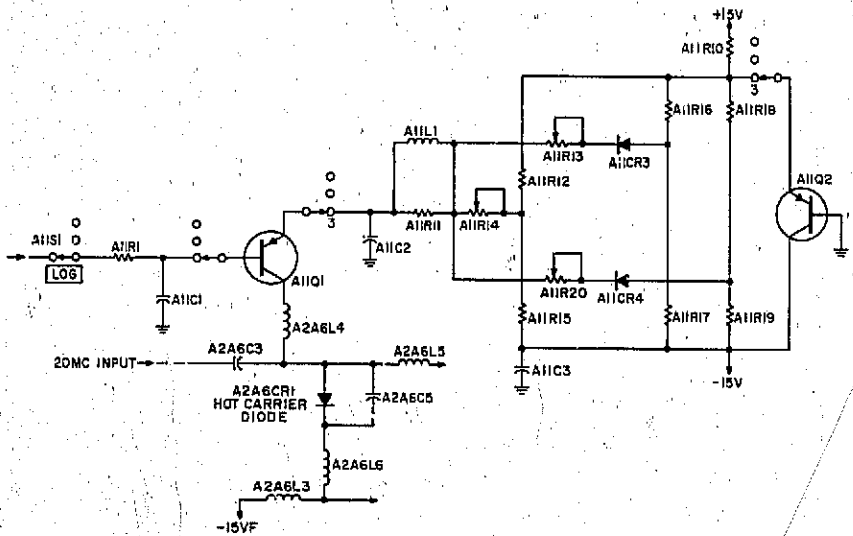 +15V
A11R10
3
A11R16
A11R18
A11L1
A11R13
A11CR3
A11Q2
A11R12
A11S1
LOG
A11R1
3
A11R11
A11R14
A11C2
A11Q1
A11C1
A11R20
A11CR4
A2A6L4
A11R15
A11R17
A11R19
20MC INPUT
A2A6C3
A2A6L5
A11C3
-15V
A2A6CR1
HOT CARRIER
DIODE
A2A6C5
A2A6L6
A2A6L3
-15VF